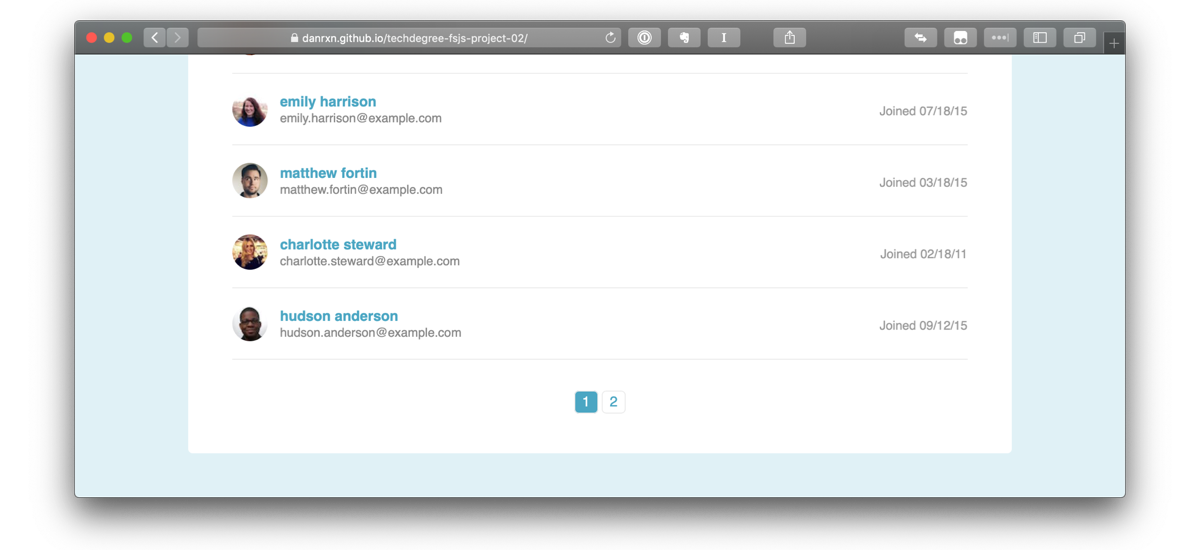 danrxn.github.io/techdegree-fsjs-project-02/
emily harrison
emily.harrison@example.com
Joined 07/18/15
matthew fortin
matthew.fortin@example.com
Joined 03/18/15
charlotte steward
charlotte.steward@example.com
Joined 02/18/11
hudson anderson
hudson.anderson@example.com
Joined 09/12/15
1 2